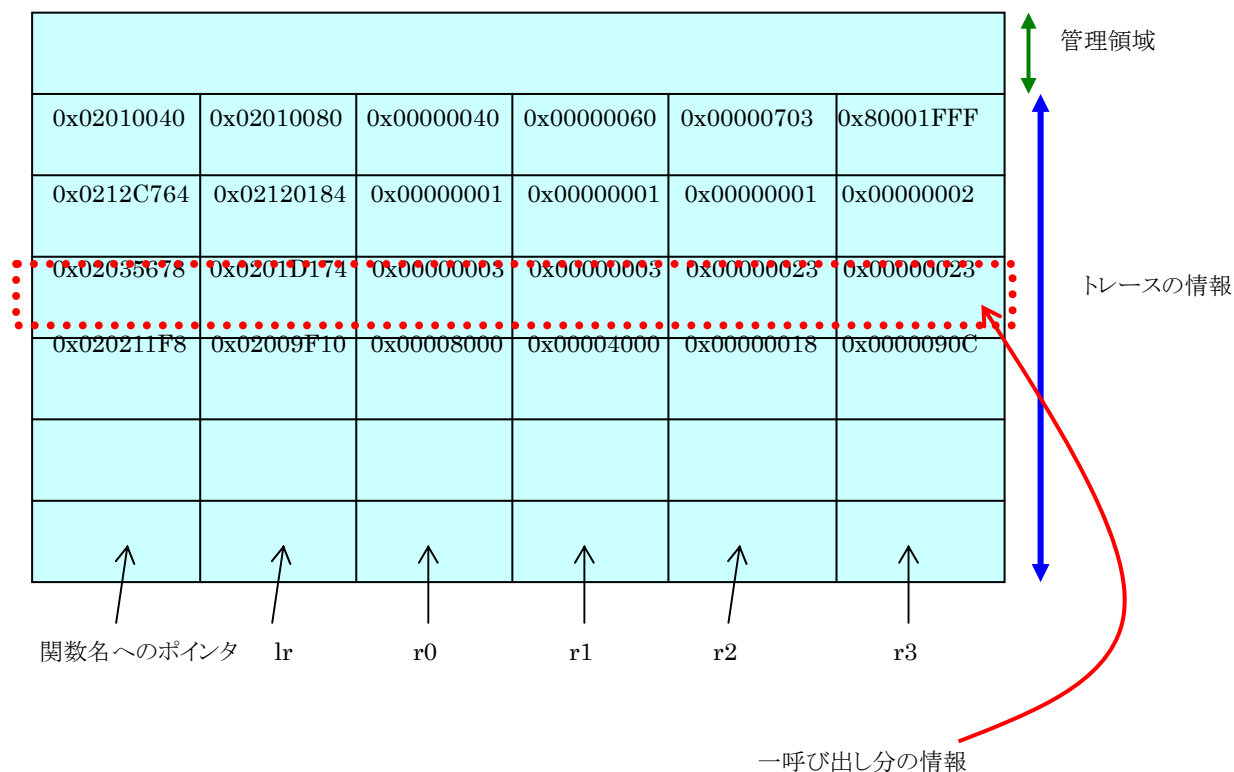 管理領域
0x02010040 0x02010080 0x00000040 0x00000060 0x00000703 0x80001FFF
0x0212C764 0x02120184 0x00000001 0x00000001 0x00000001 0x00000002
0x02035678 0x0201D174 0x00000003 0x00000003 0x00000023 0x00000023
トレースの情報
0x020211F8 0x02009F10 0x00008000 0x00004000 0x00000018 0x0000090C
関数名へのポインタ lr r0 r1 r2 r3
一呼び出し分の情報